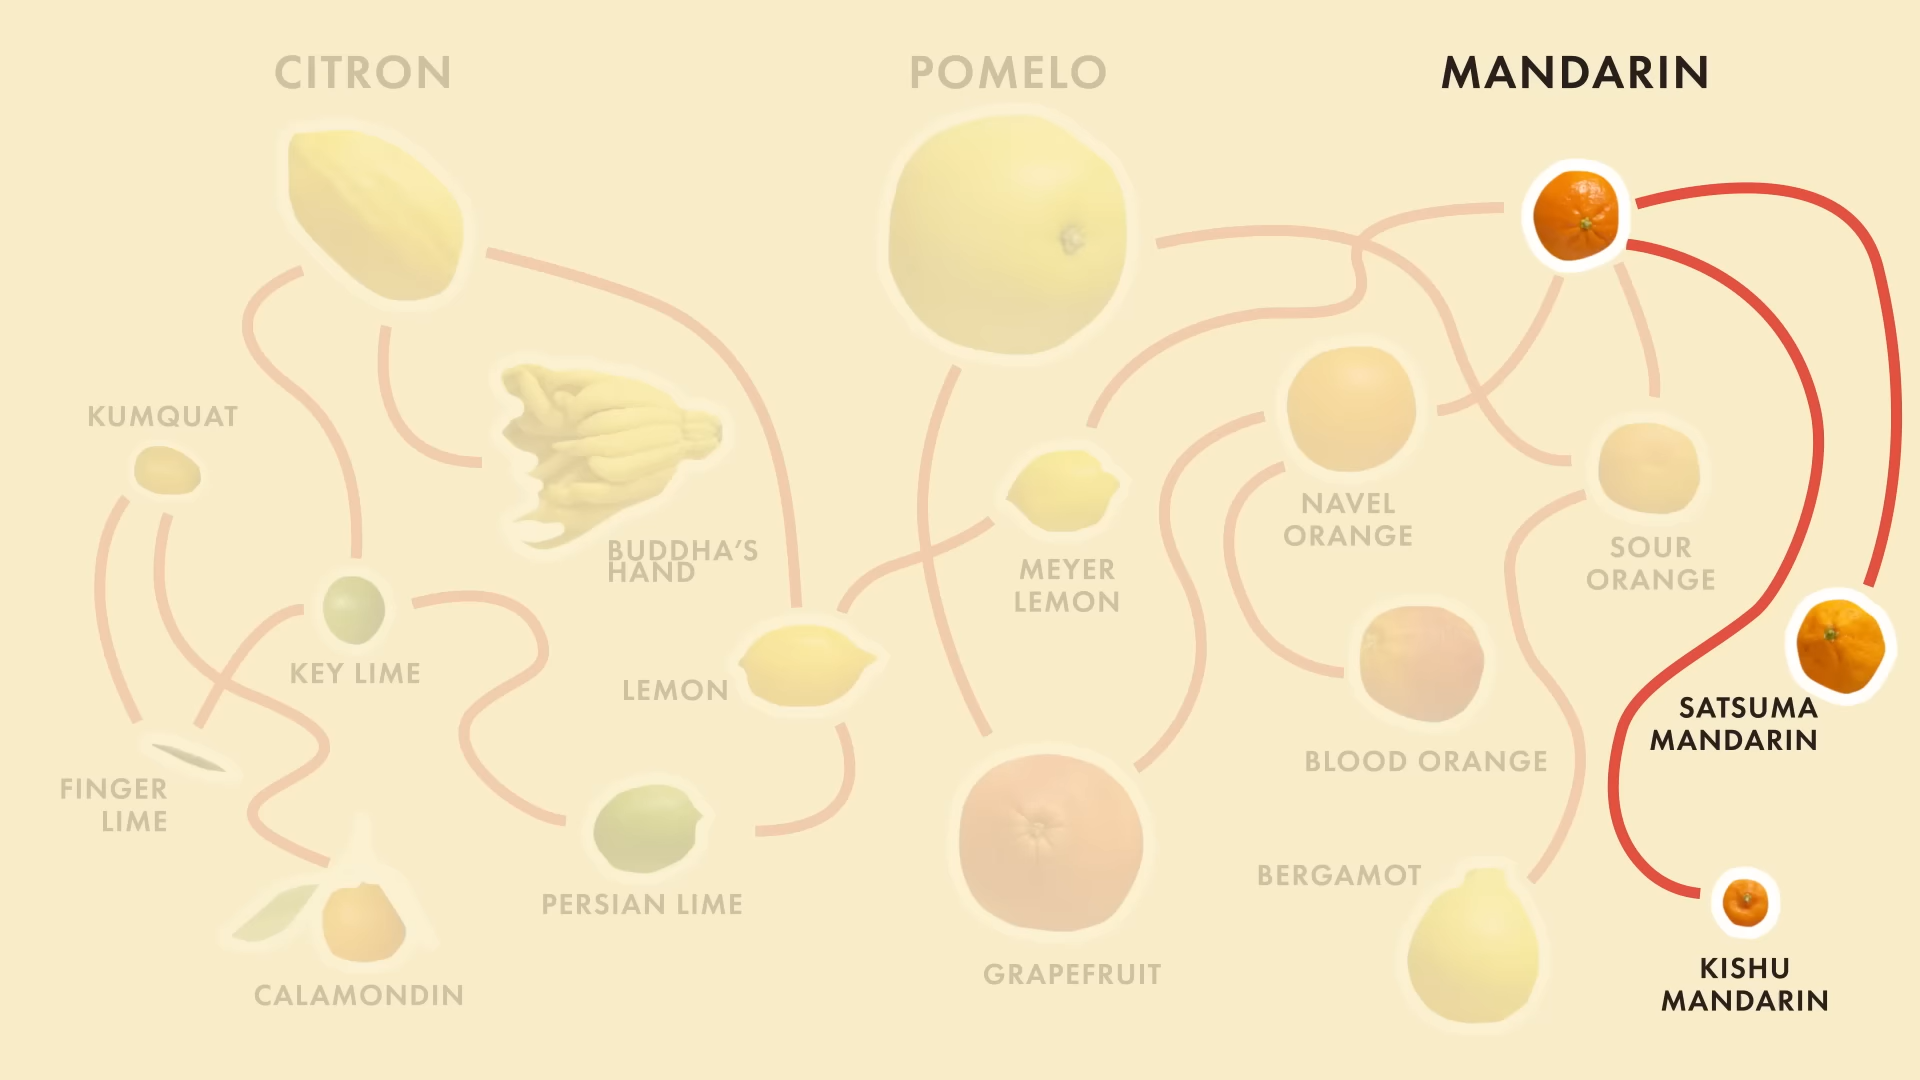 CITRON
POMELO
MANDARIN
KUMQUAT
BUDDHA'S
HAND
NAVEL
ORANGE
SOUR
ORANGE
MEYER
LEMON
KEY LIME
LEMON
SATSUMA
MANDARIN
BLOOD ORANGE
FINGER
LIME
PERSIAN LIME
BERGAMOT
GRAPEFRUIT
KISHU
MANDARIN
CALAMONDIN